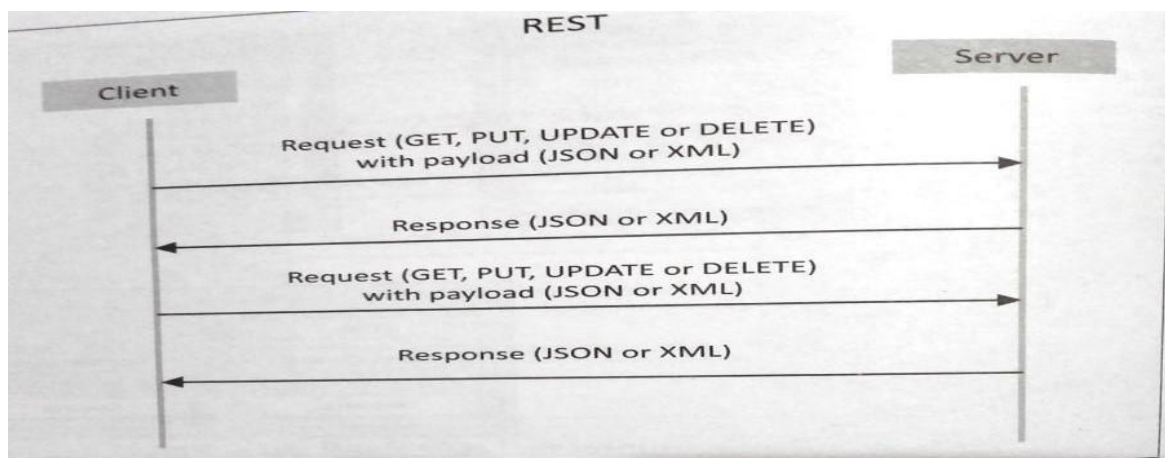 REST
Client
Server
Request (GET, PUT, UPDATE or DELETE)
with payload (JSON or XML)
Response (JSON or XML)
Request (GET, PUT, UPDATE or DELETE)
with payload (JSON or XML)
Response (JSON or XML)